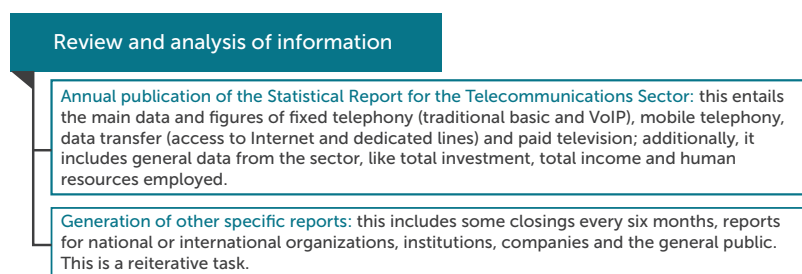 Review and analysis of information
Annual publication of the Statistical Report for the Telecommunications Sector: this entails
the main data and figures of fixed telephony (traditional basic and VoIP), mobile telephony,
data transfer (access to Internet and dedicated lines) and paid television; additionally, it
includes general data from the sector, like total investment, total income and human
resources employed.
Generation of other specific reports: this includes some closings every six months, reports
for national or international organizations, institutions, companies and the general public.
This is a reiterative task.